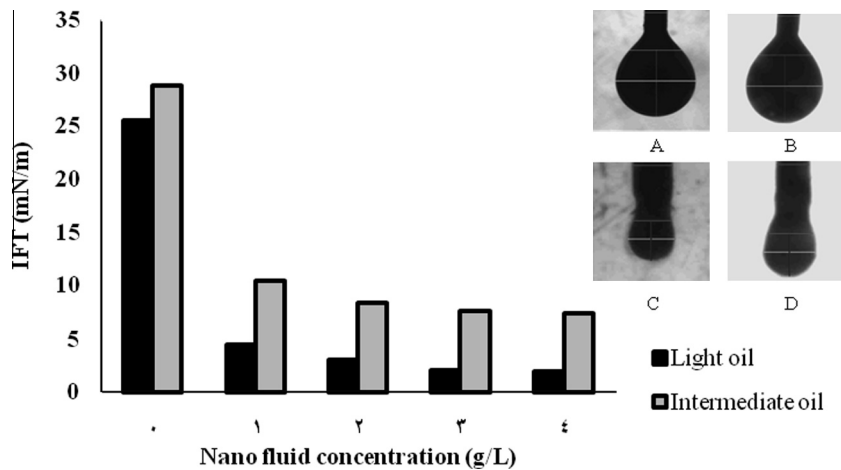 IFT (mN/m)
35
30
25
20
15
10
5
0
٠ ١ ٢ ٣ ٤
Nano fluid concentration (g/L)
A B
C D
Light oil
Intermediate oil